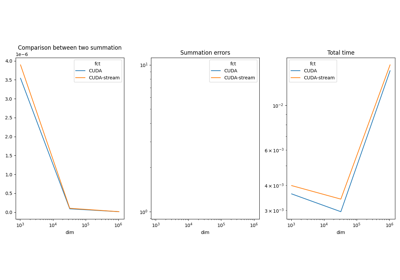 Comparison between two summation
1e−6
fct
CUDA
CUDA-stream
4.0
3.5
3.0
2.5
2.0
1.5
1.0
0.5
0.0
10³
10⁴
10⁵
10⁶
dim
Summation errors
fct
CUDA
CUDA-stream
10¹
10⁰
10³
10⁴
10⁵
10⁶
dim
Total time
fct
CUDA
CUDA-stream
10⁻²
6 × 10⁻³
4 × 10⁻³
3 × 10⁻³
10³
10⁴
10⁵
10⁶
dim